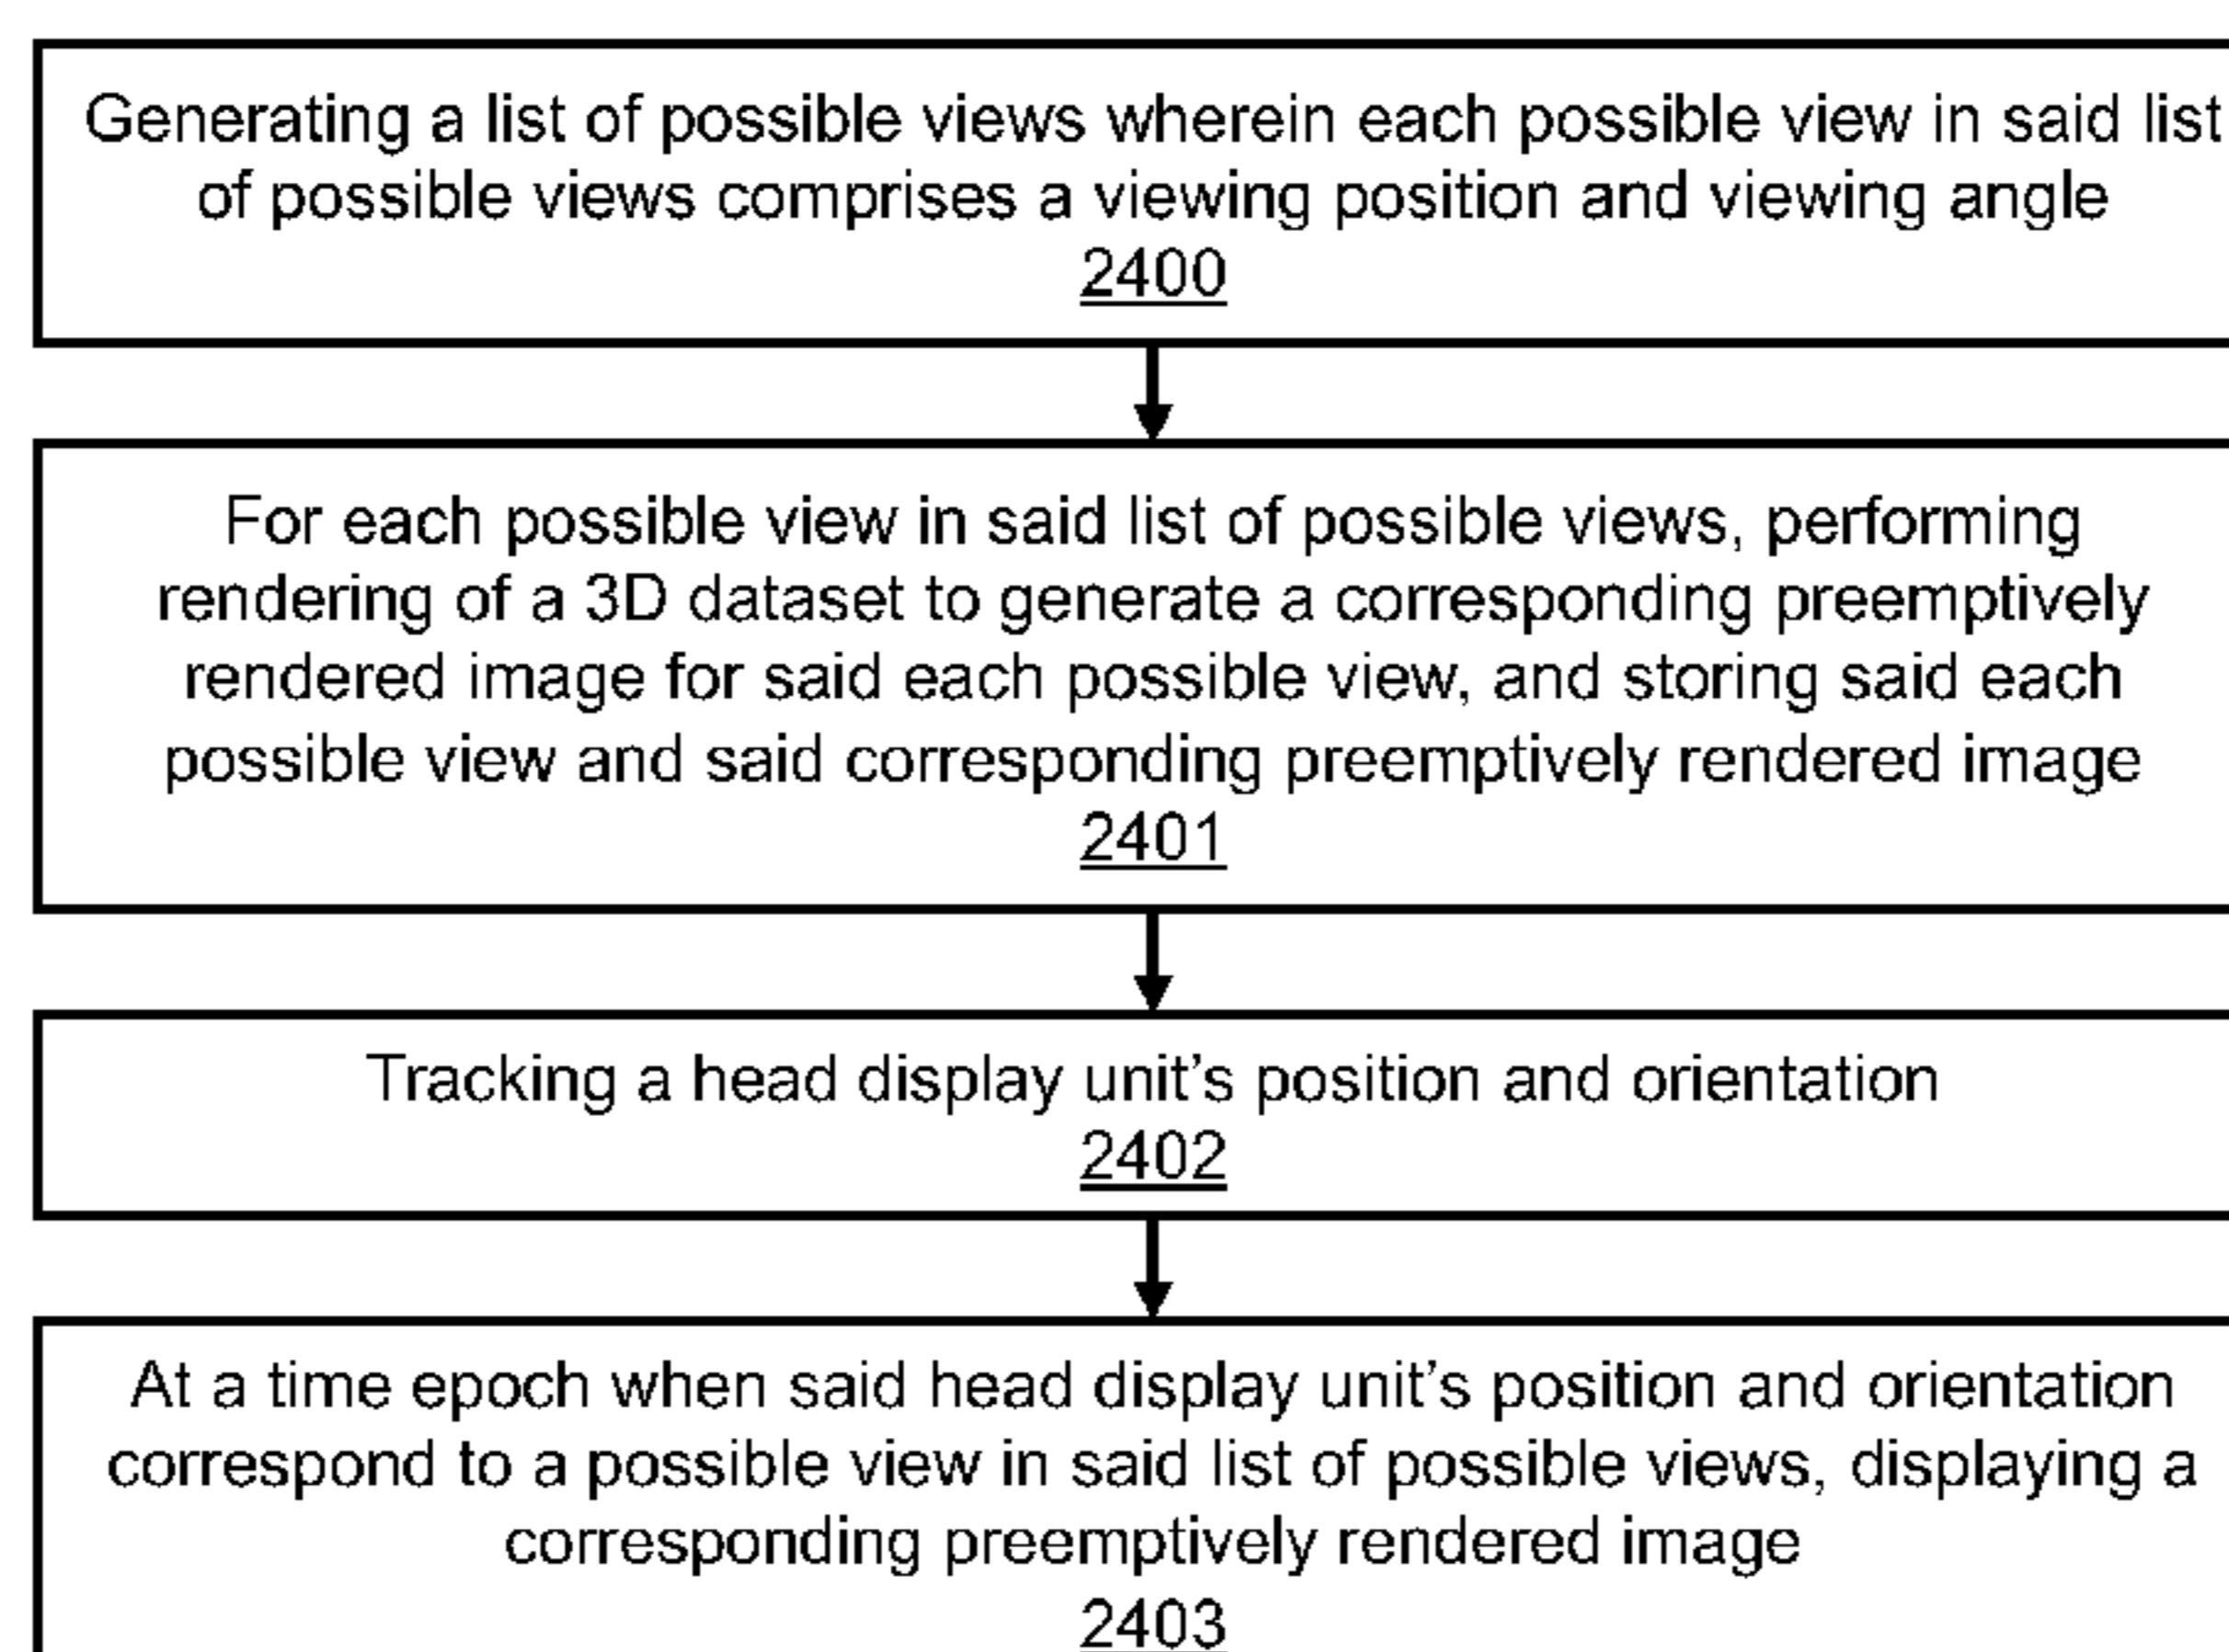 Generating a list of possible views wherein each possible view in said list
of possible views comprises a viewing position and viewing angle
2400
For each possible view in said list of possible views, performing
rendering of a 3D dataset to generate a corresponding preemptively
rendered image for said each possible view, and storing said each
possible view and said corresponding preemptively rendered image
2401
Tracking a head display unit’s position and orientation
2402
At a time epoch when said head display unit’s position and orientation
correspond to a possible view in said list of possible views, displaying a
corresponding preemptively rendered image
2403